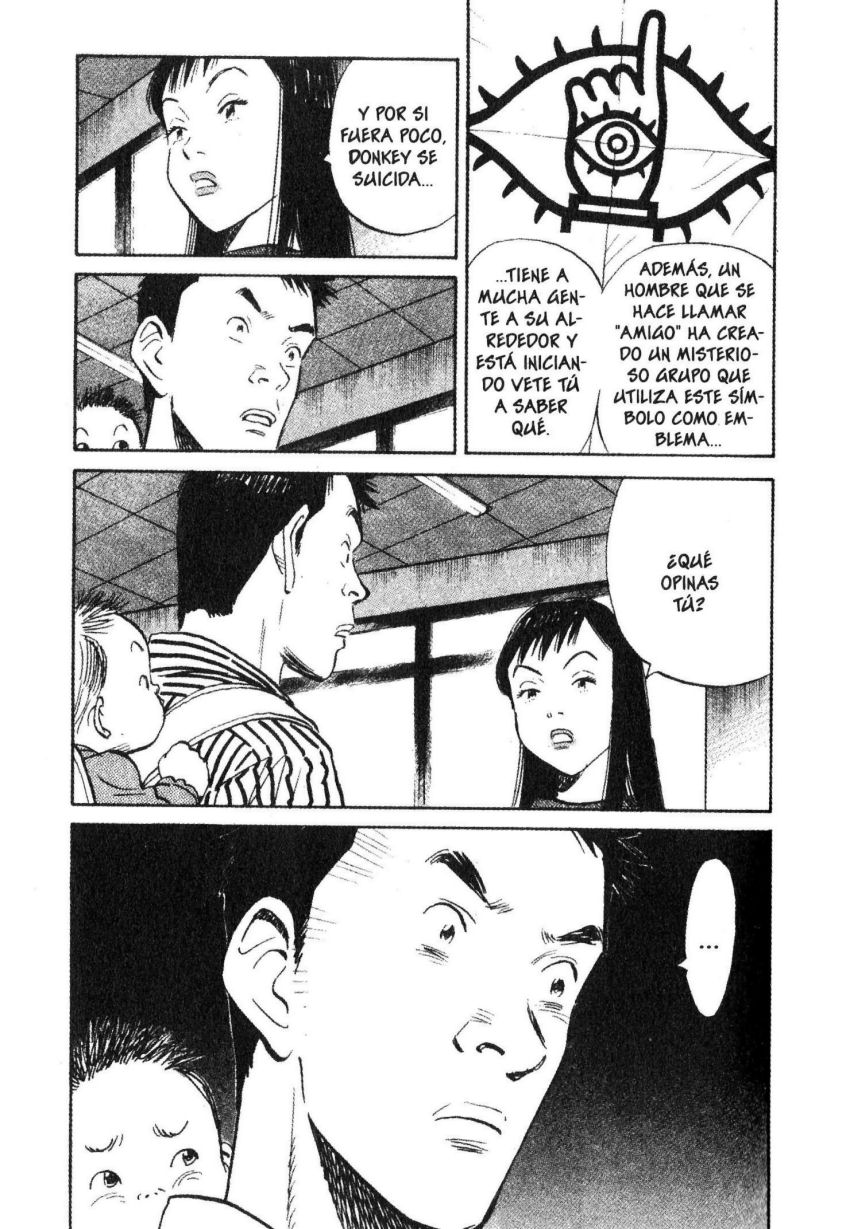 ADEMÁS, UN
HOMBRE QUE SE
HACE LLAMAR
"AMIGO" HA CREA-
DO UN MISTERIO-
SO GRUPO QUE
UTILIZA ESTE SÍM-
BOLO COMO EM-
BLEMA...
...TIENE A
MUCHA GEN-
TE A SU AL-
REDEDOR Y
ESTÁ INICIAN-
DO VETE TÚ
A SABER
QUÉ.
Y POR SI
FUERA POCO,
DONKEY SE
SUICIDA...
¿QUÉ
OPINAS
TÚ?
...